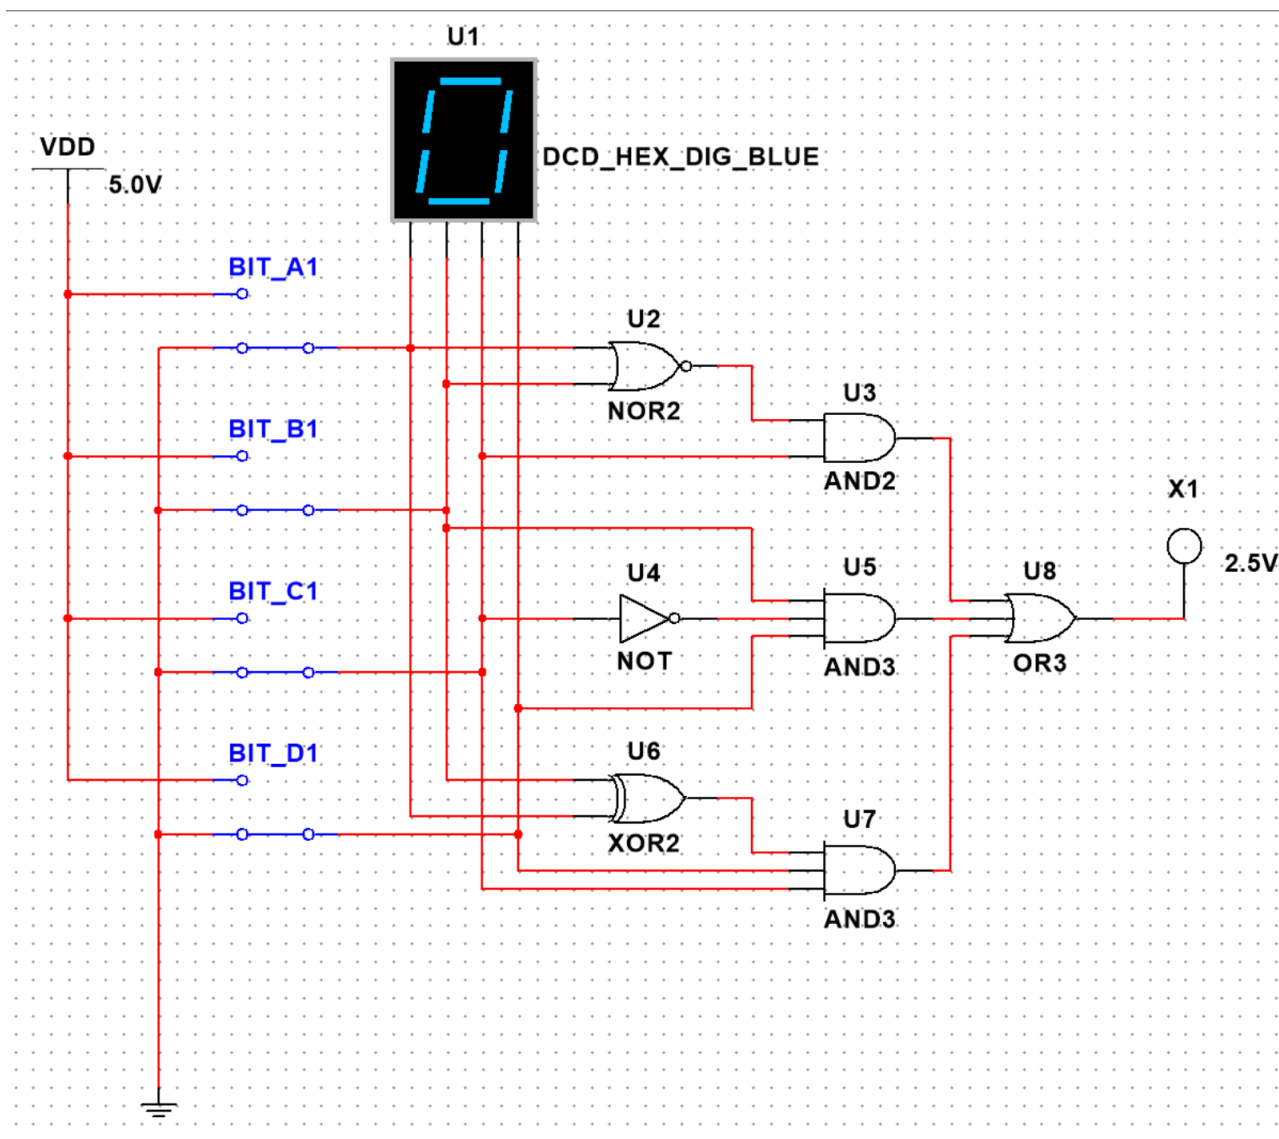 U1
VDD
DCD_HEX_DIG_BLUE
5.0V
BIT_A1
U2
NOR2
U3
AND2
BIT_B1
X1
2.5V
U4
NOT
U5
AND3
U8
OR3
BIT_C1
BIT_D1
U6
XOR2
U7
AND3
0